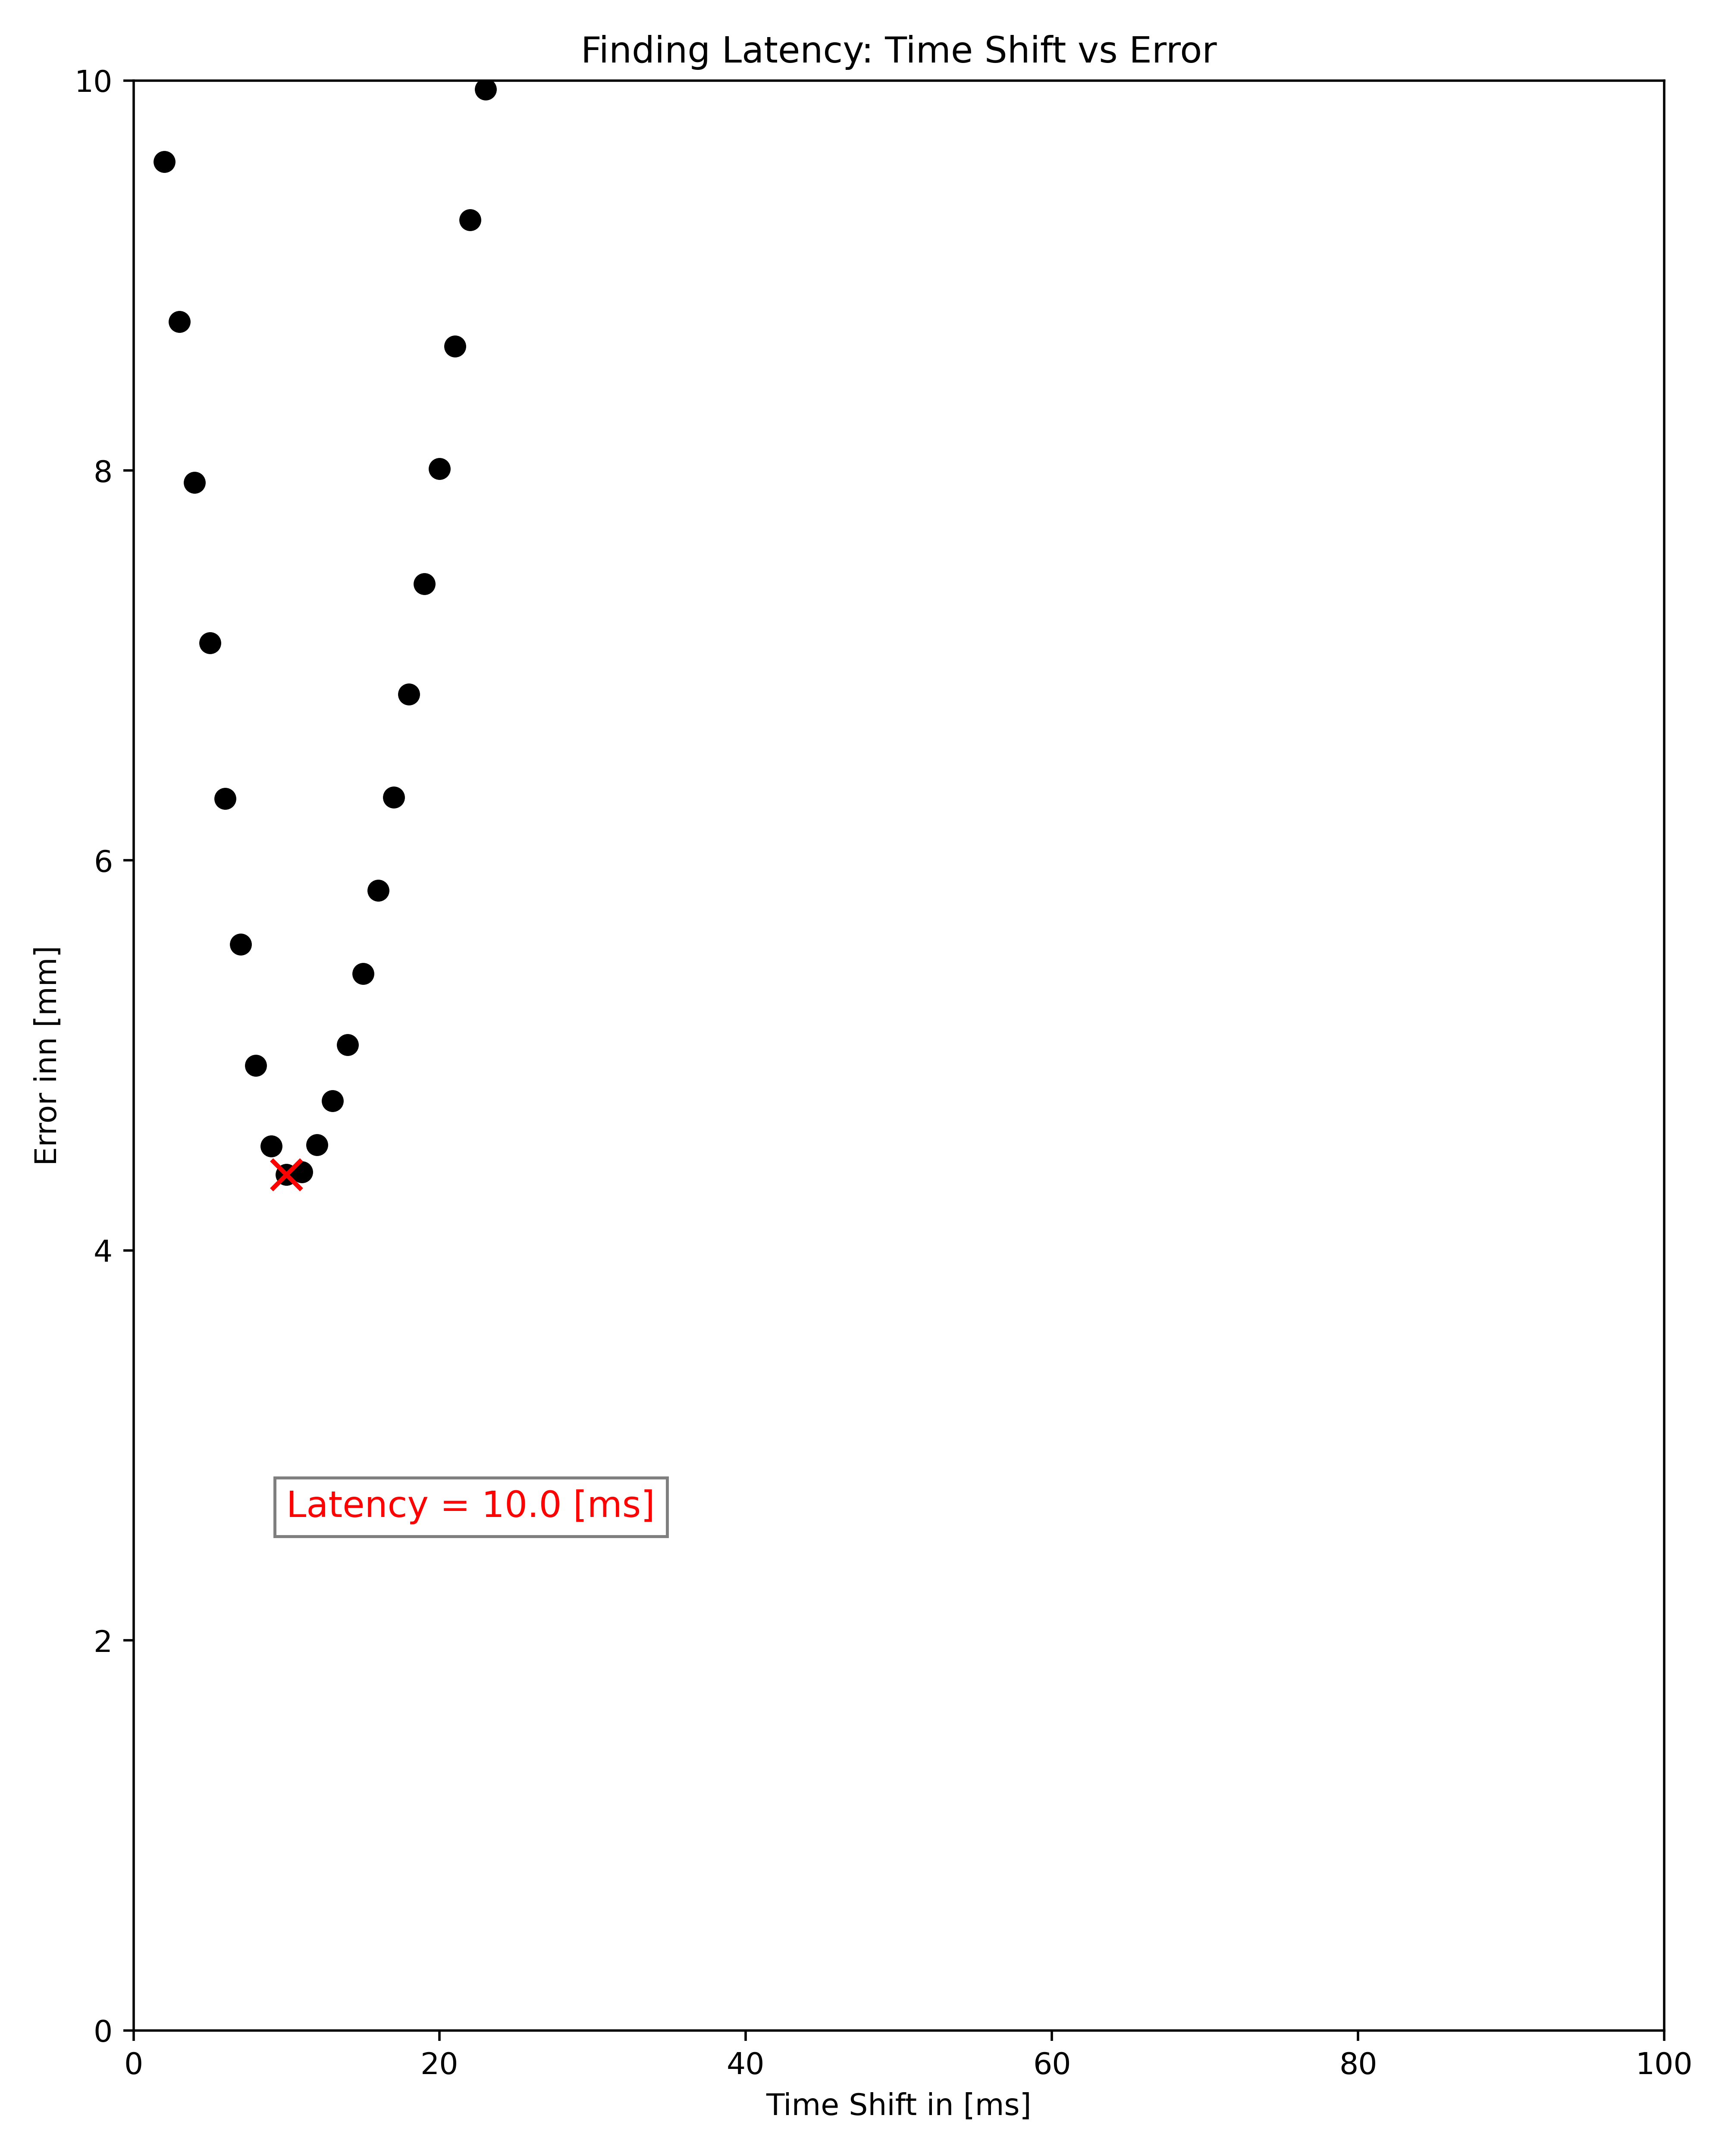 Finding Latency: Time Shift vs Error
10
8
6
4
2
0
Error inn [mm]
Latency = 10.0 [ms]
0 20 40 60 80 100
Time Shift in [ms]